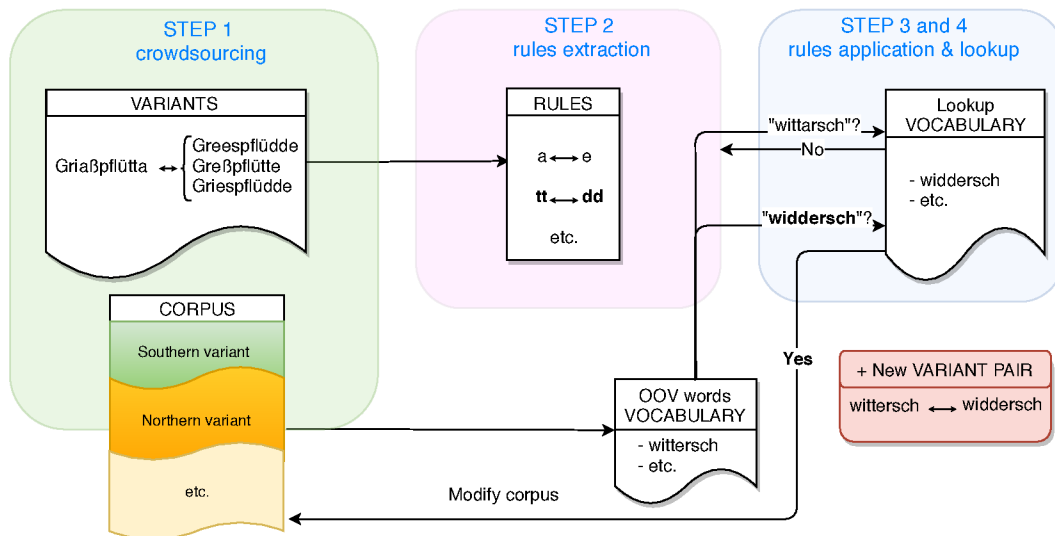 STEP 1
crowdsourcing
VARIANTS
Griaßpflütta
Greespflüdde
Greßpflütte
Griespflüdde
CORPUS
Southern variant
Northern variant
etc.
STEP 2
rules extraction
RULES
a e
tt dd
etc.
STEP 3 and 4
rules application & lookup
"wittarsch"?
No
"widdersch"?
Lookup
VOCABULARY
- widdersch
- etc.
Yes
OOV words
VOCABULARY
- wittersch
- etc.
Modify corpus
+ New VARIANT PAIR
wittersch widdersch